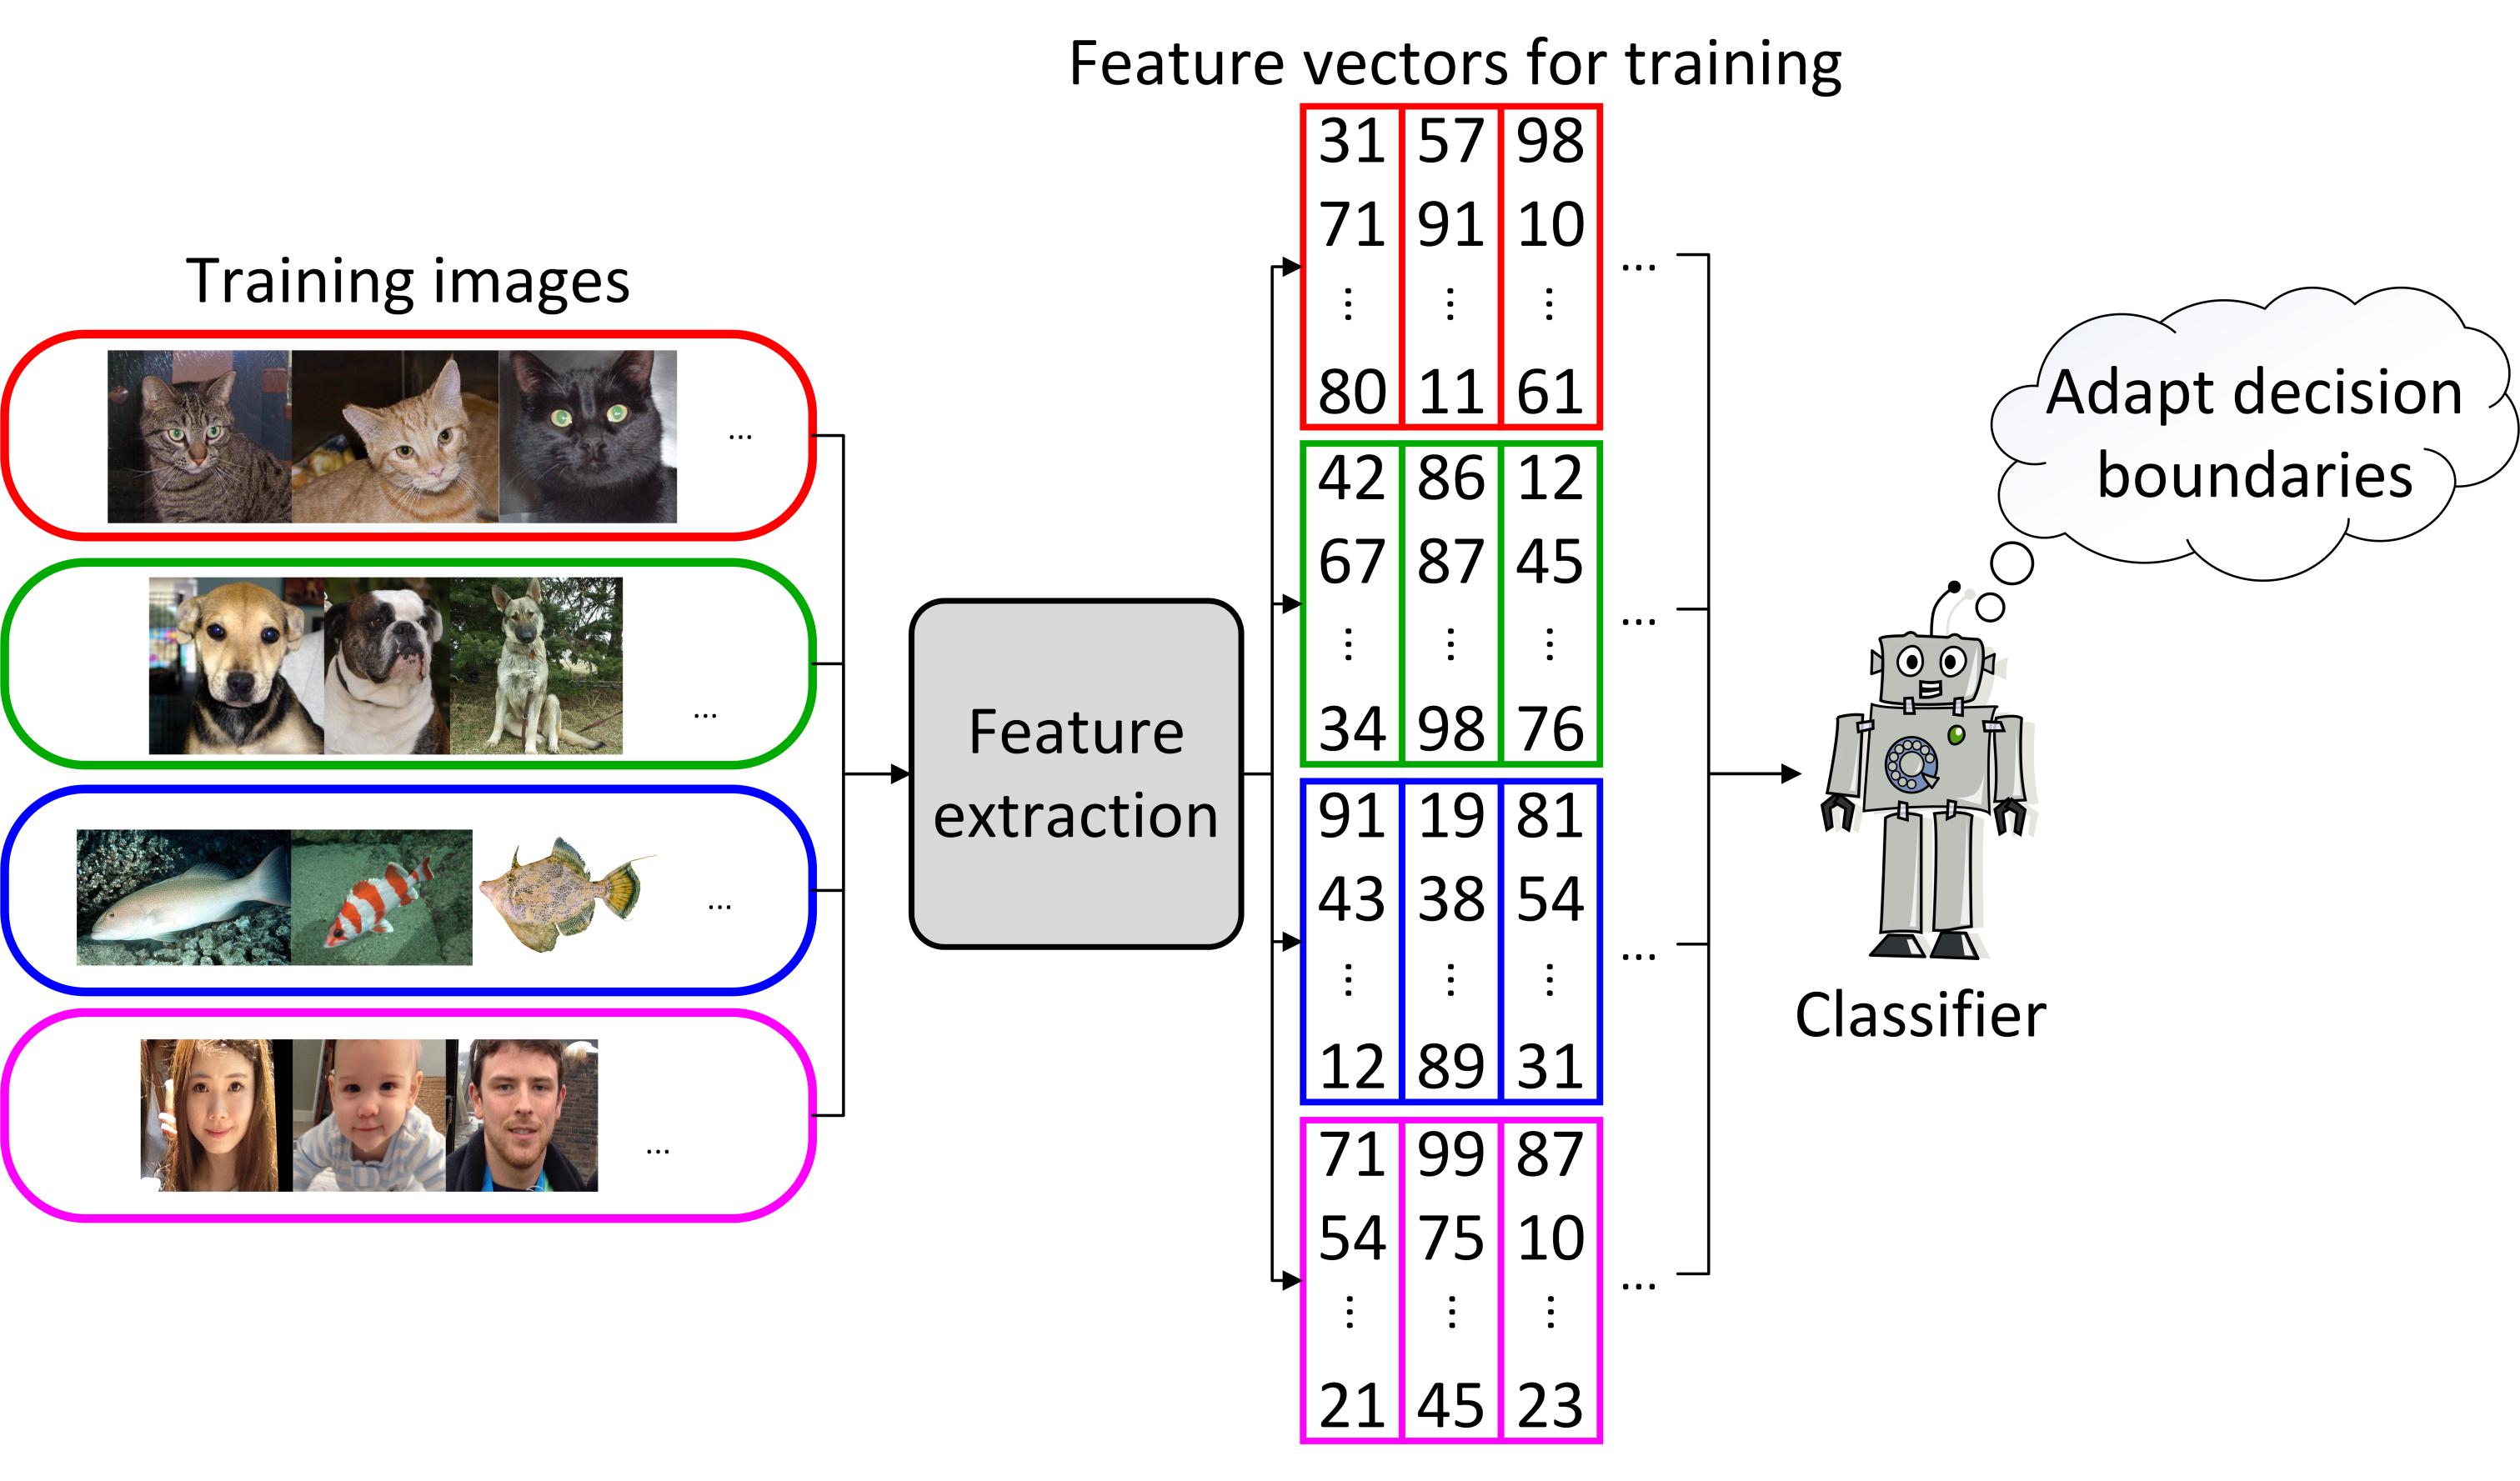 Feature vectors for training
Training images
...
...
...
...
Feature
extraction
31 57 98
71 91 10
⋮ ⋮ ⋮
80 11 61
...
42 86 12
67 87 45
⋮ ⋮ ⋮
34 98 76
...
91 19 81
43 38 54
⋮ ⋮ ⋮
12 89 31
...
71 99 87
54 75 10
⋮ ⋮ ⋮
21 45 23
...
Adapt decision
boundaries
Classifier